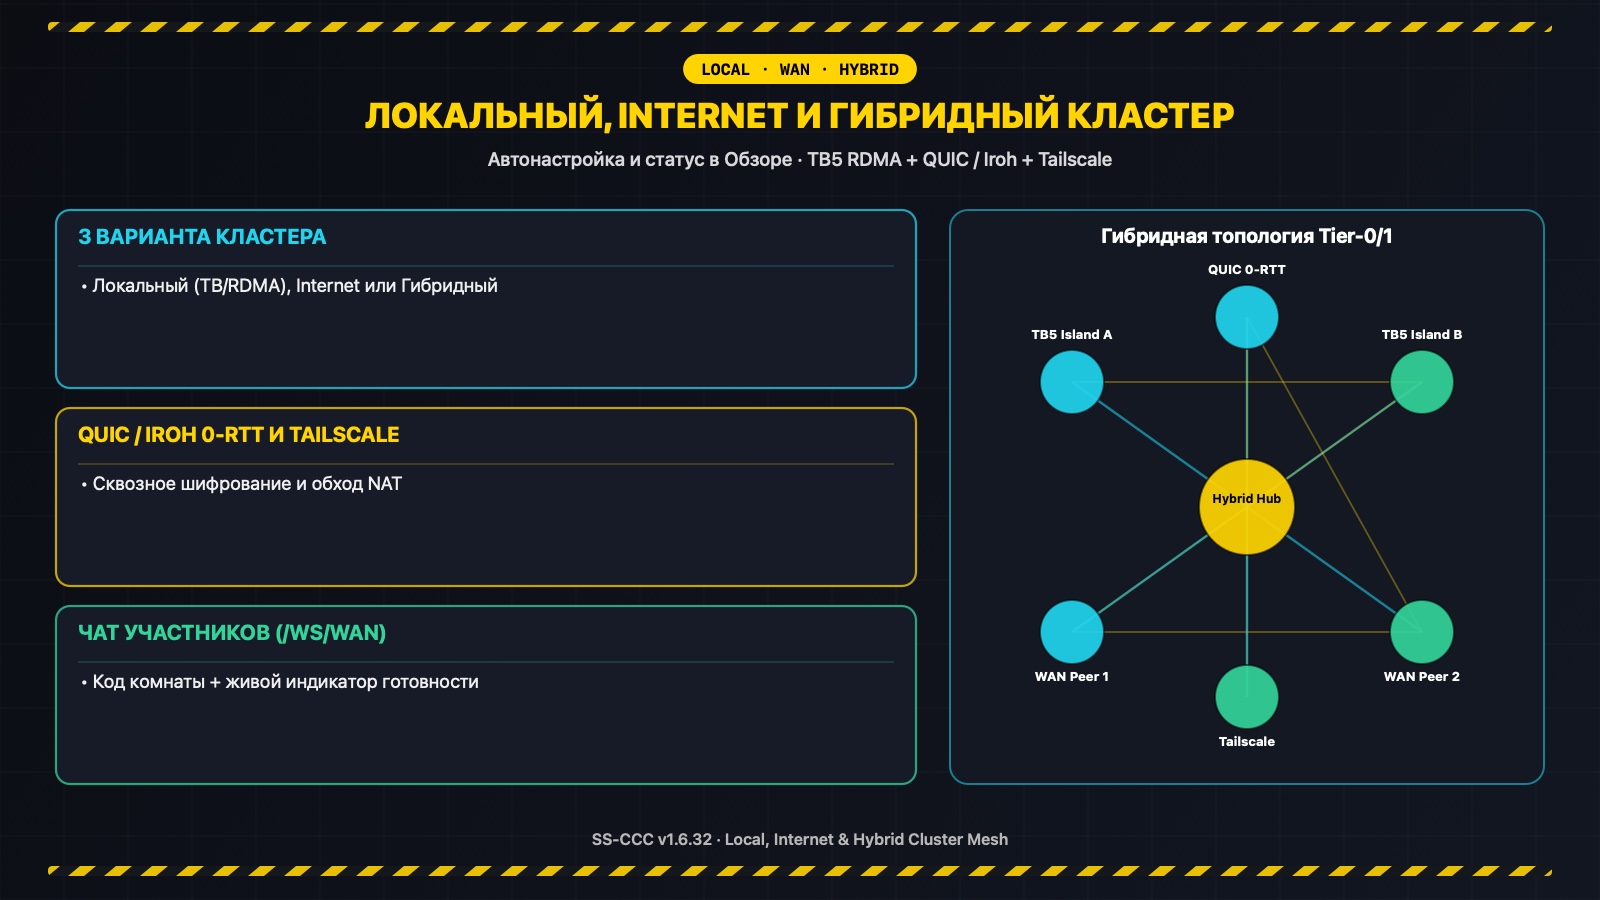 LOCAL · WAN · HYBRID
ЛОКАЛЬНЫЙ, INTERNET И ГИБРИДНЫЙ КЛАСТЕР
Автонастройка и статус в Обзоре · TB5 RDMA + QUIC / Iroh + Tailscale
3 ВАРИАНТА КЛАСТЕРА
• Локальный (TB/RDMA), Internet или Гибридный
QUIC / IROH 0-RTT И TAILSCALE
• Сквозное шифрование и обход NAT
ЧАТ УЧАСТНИКОВ (/WS/WAN)
• Код комнаты + живой индикатор готовности
Гибридная топология Tier-0/1
QUIC 0-RTT
TB5 Island A
TB5 Island B
Hybrid Hub
WAN Peer 1
WAN Peer 2
Tailscale
SS-CCC v1.6.32 · Local, Internet & Hybrid Cluster Mesh